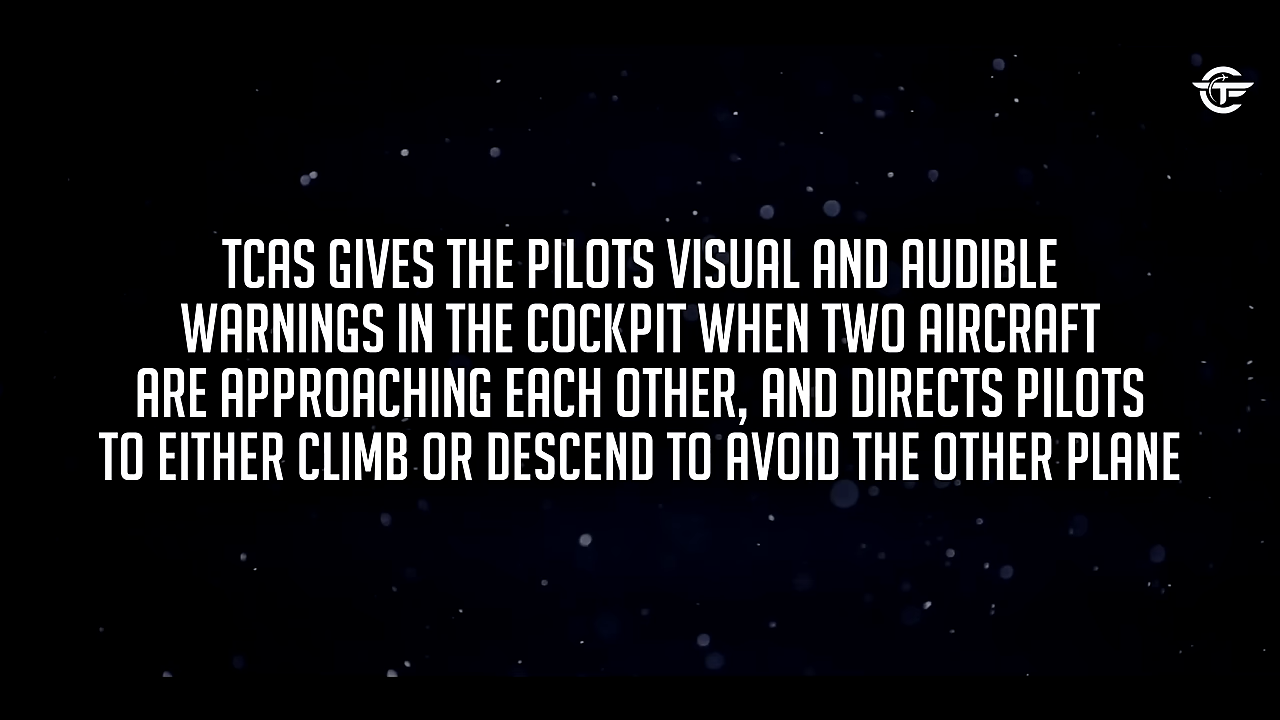 TCAS GIVES THE PILOTS VISUAL AND AUDIBLE
WARNINGS IN THE COCKPIT WHEN TWO AIRCRAFT
ARE APPROACHING EACH OTHER, AND DIRECTS PILOTS
TO EITHER CLIMB OR DESCEND TO AVOID THE OTHER PLANE